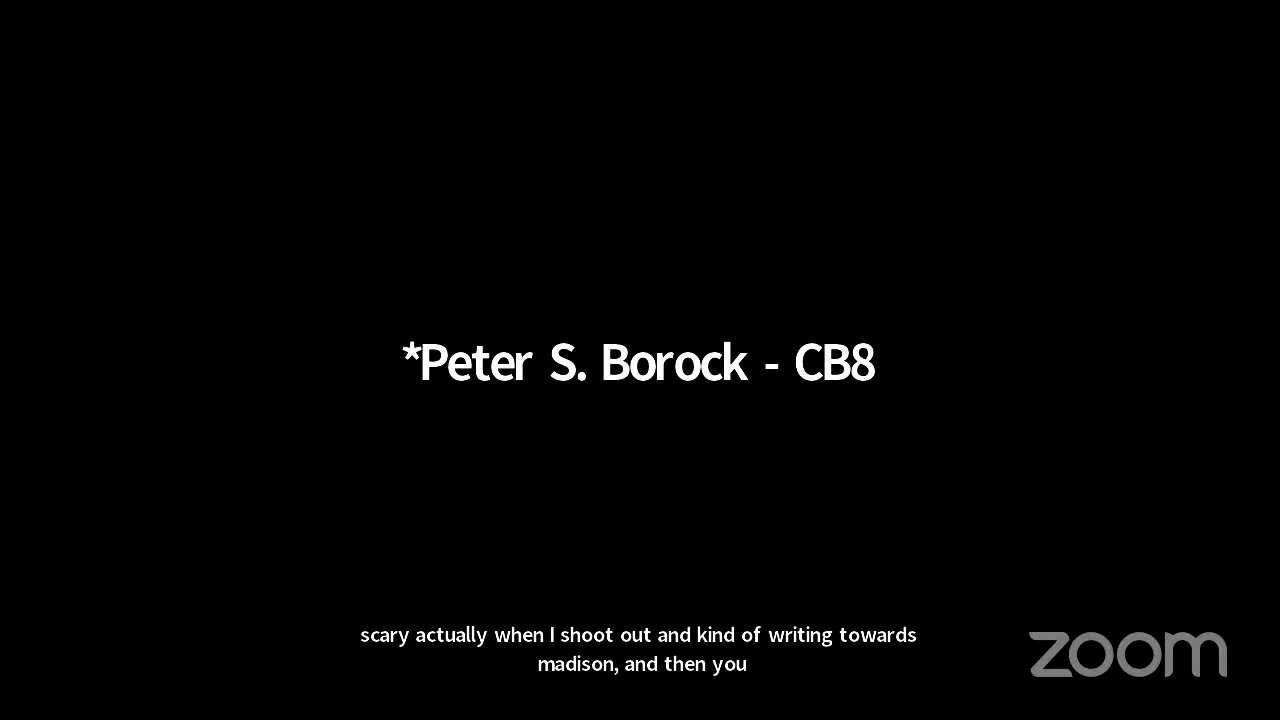 *Peter S. Borock - CB8
scary actually when I shoot out and kind of writing towards
madison, and then you
zoom